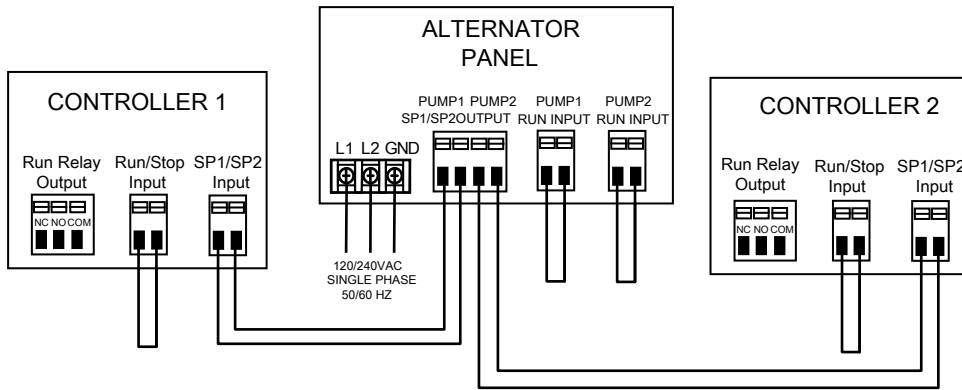 ALTERNATOR
PANEL
PUMP1 PUMP2
SP1/SP2OUTPUT
PUMP1
RUN INPUT
PUMP2
RUN INPUT
L1 L2 GND
120/240VAC
SINGLE PHASE
50/60 HZ
CONTROLLER 1
Run Relay
Output
NC NO COM
Run/Stop
Input
SP1/SP2
Input
CONTROLLER 2
Run Relay
Output
NC NO COM
Run/Stop
Input
SP1/SP2
Input